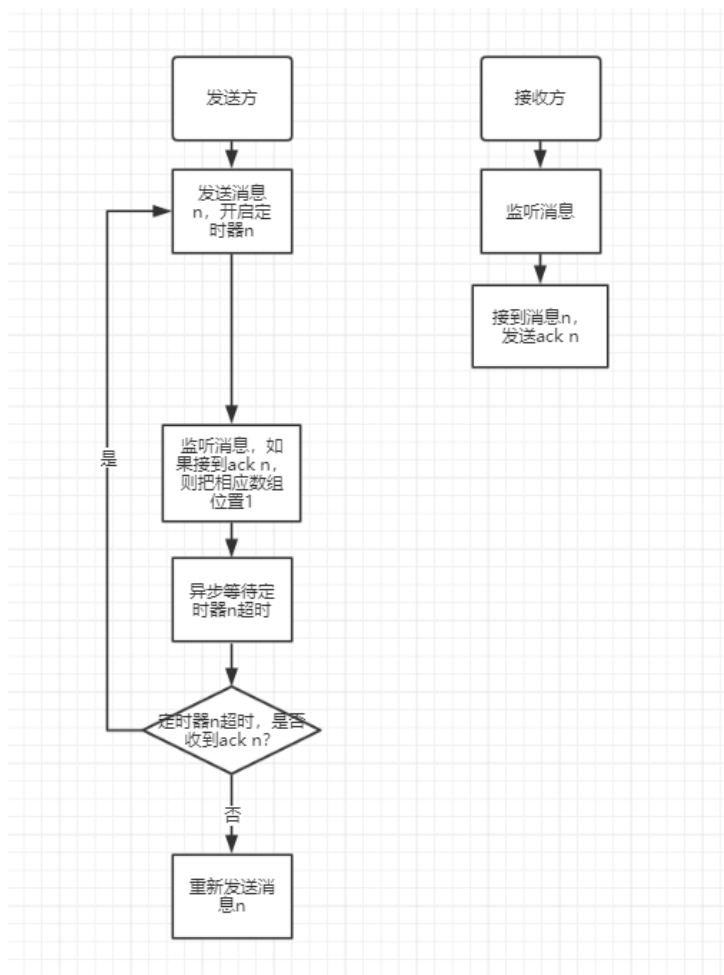 发送方
发送消息
n，开启定
时器n
监听消息，如
果接到ack n，
则把相应数组
位置1
异步等待定
时器n超时
定时器n超时，是否
收到ack n?
是
否
重新发送消
息n
接收方
监听消息
接到消息n，
发送ack n